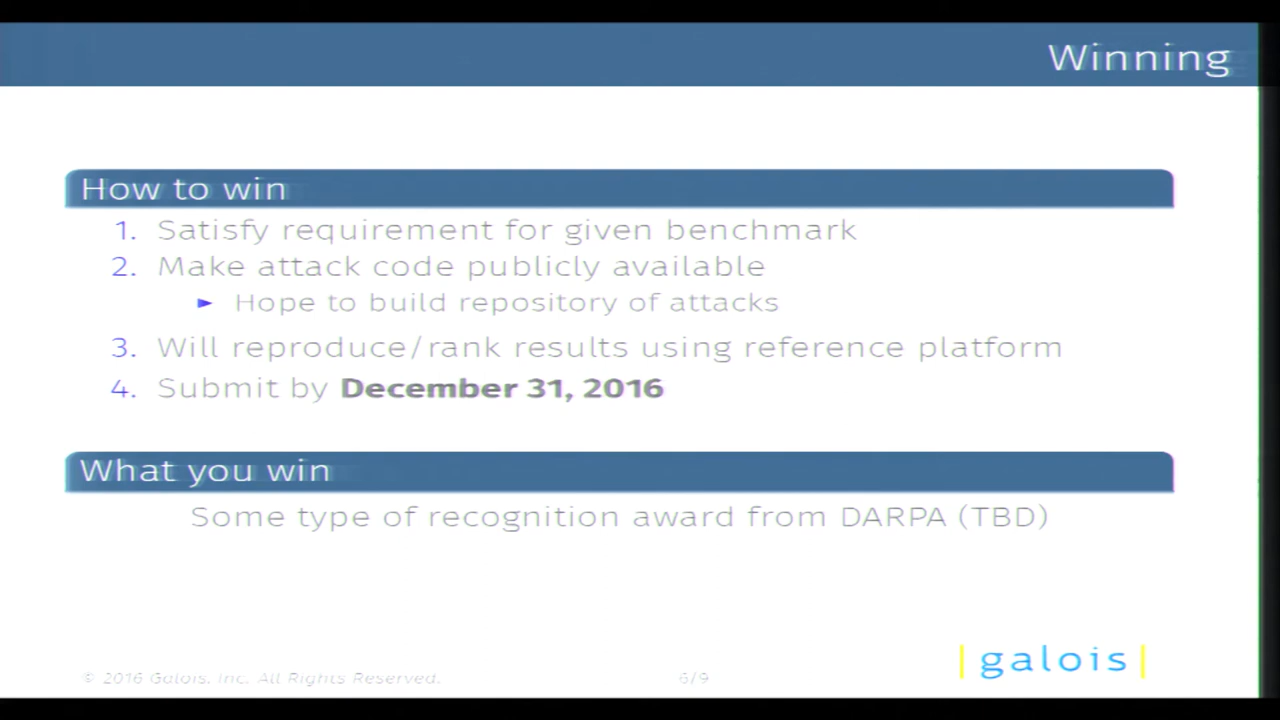 Winning
How to win
1. Satisfy requirement for given benchmark
2. Make attack code publicly available
► Hope to build repository of attacks
3. Will reproduce/rank results using reference platform
4. Submit by December 31, 2016
What you win
Some type of recognition award from DARPA (TBD)
© 2016 Galois, Inc. All Rights Reserved.
6/9
|galois|